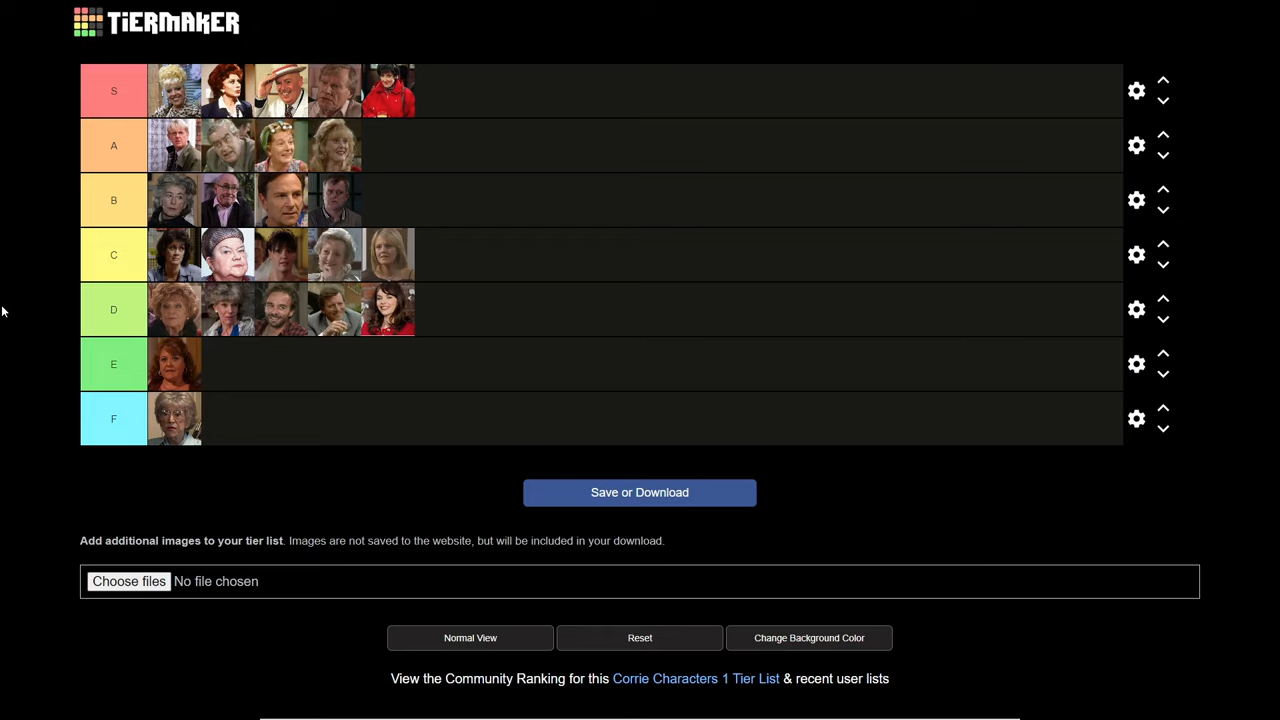 TIERMAKER
S
A
B
C
D
E
F
Save or Download
Add additional images to your tier list. Images are not saved to the website, but will be included in your download.
Choose files No file chosen
Normal View Reset Change Background Color
View the Community Ranking for this Corrie Characters 1 Tier List & recent user lists